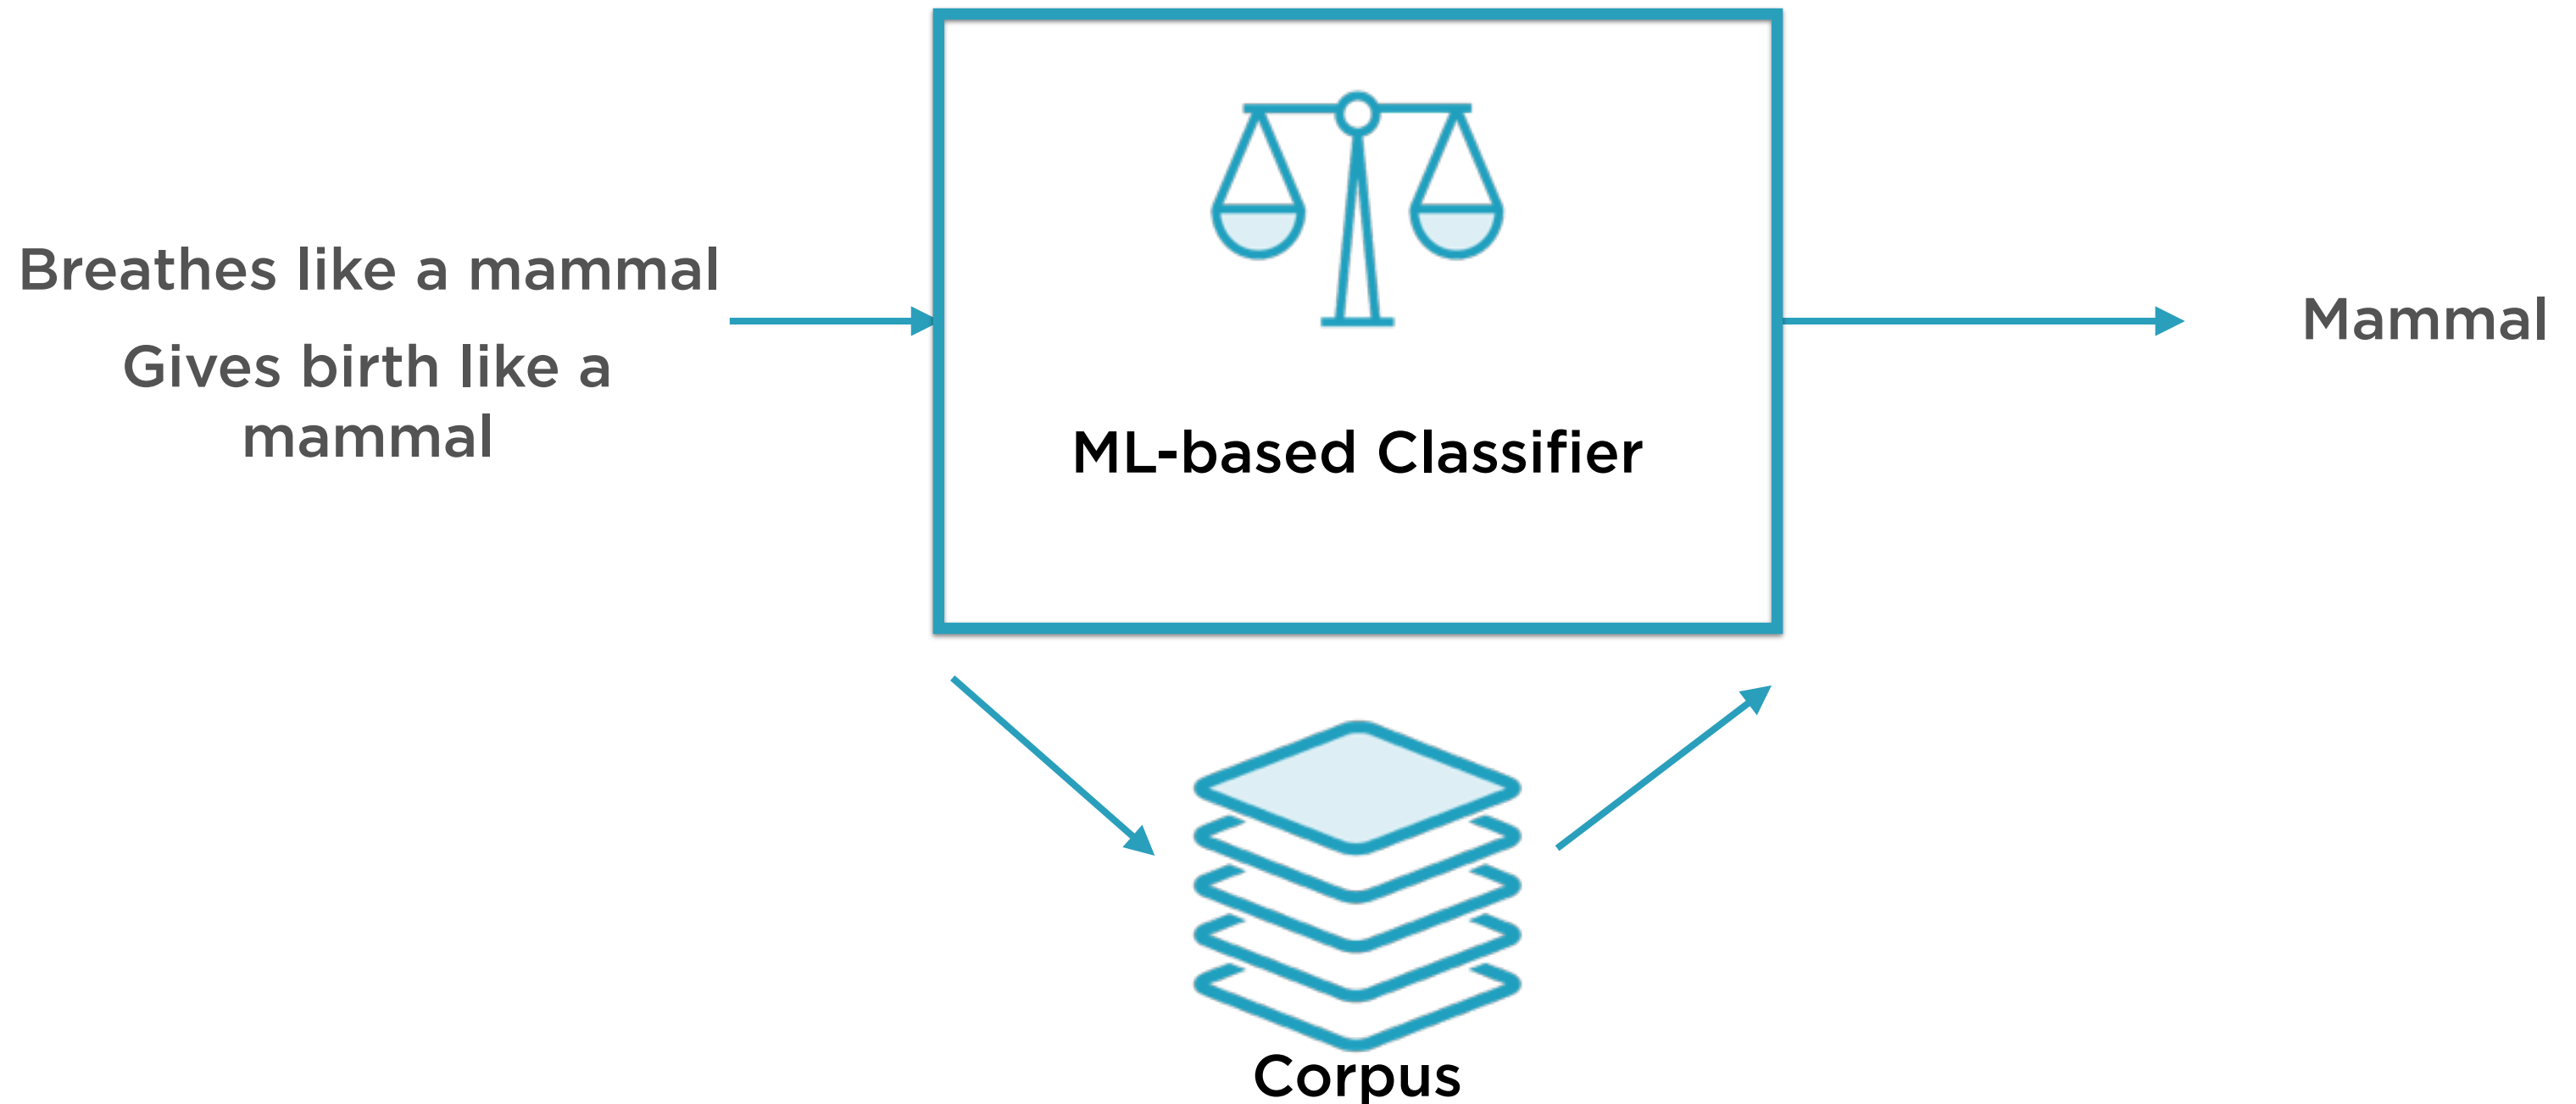 Breathes like a mammal
Gives birth like a
mammal
ML-based Classifier
Mammal
Corpus